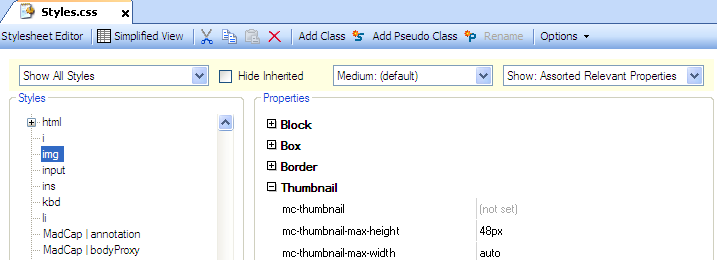 Styles.css x
Stylesheet Editor Simplified View Add Class Add Pseudo Class Rename Options
Show All Styles Hide Inherited Medium: (default) Show: Assorted Relevant Properties
Styles
html
i
img
input
ins
kbd
li
MadCap | annotation
MadCap | bodyProxy
Properties
Block
Box
Border
Thumbnail
mc-thumbnail (not set)
mc-thumbnail-max-height 48px
mc-thumbnail-max-width auto